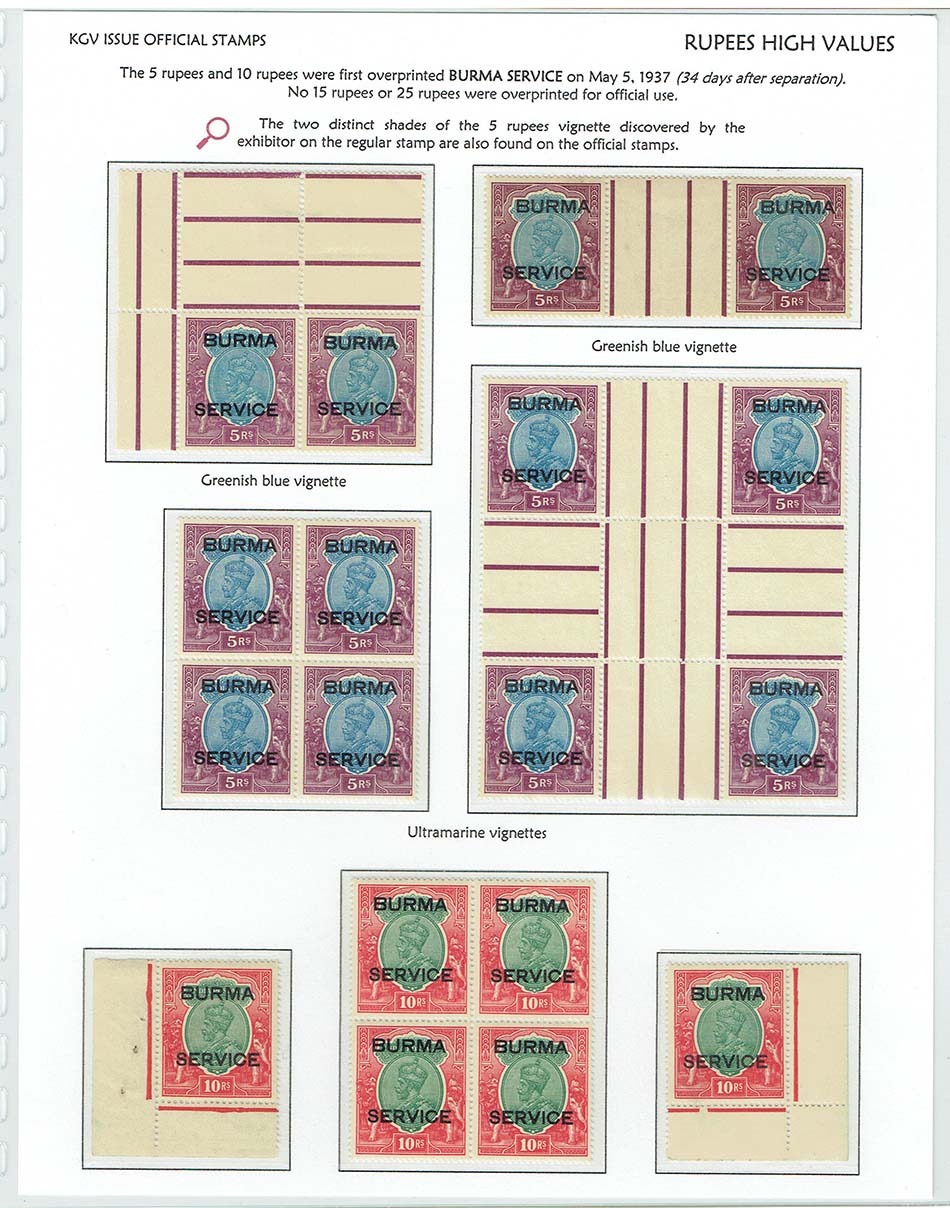 KGV ISSUE OFFICIAL STAMPS
RUPEES HIGH VALUES
The 5 rupees and 10 rupees were first overprinted BURMA SERVICE on May 5, 1937 (34 days after separation).
No 15 rupees or 25 rupees were overprinted for official use.
The two distinct shades of the 5 rupees vignette discovered by the
exhibitor on the regular stamp are also found on the official stamps.
BURMA BURMA
SERVICE SERVICE
5Rs 5Rs
Greenish blue vignette
BURMA BURMA
SERVICE SERVICE
5Rs 5Rs
Greenish blue vignette
BURMA BURMA
SERVICE SERVICE
5Rs 5Rs
BURMA BURMA
SERVICE SERVICE
5Rs 5Rs
BURMA BURMA
SERVICE SERVICE
5Rs 5Rs
BURMA BURMA
SERVICE SERVICE
5Rs 5Rs
Ultramarine vignettes
BURMA
SERVICE
10Rs
BURMA BURMA
SERVICE SERVICE
10Rs 10Rs
BURMA BURMA
SERVICE SERVICE
10Rs 10Rs
BURMA
SERVICE
10Rs